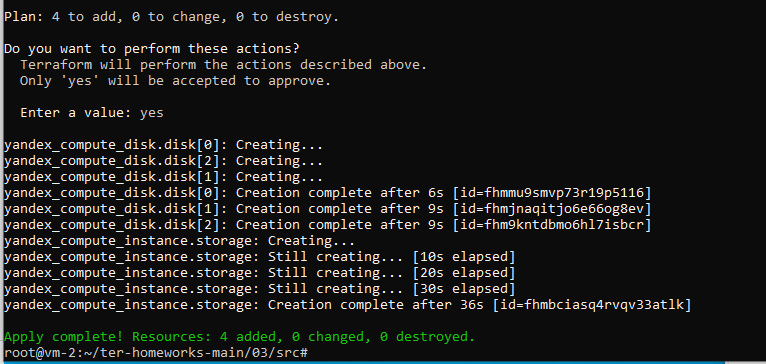 Plan: 4 to add, 0 to change, 0 to destroy.
Do you want to perform these actions?
Terraform will perform the actions described above.
Only 'yes' will be accepted to approve.
Enter a value: yes
yandex_compute_disk.disk[0]: Creating...
yandex_compute_disk.disk[2]: Creating...
yandex_compute_disk.disk[1]: Creating...
yandex_compute_disk.disk[0]: Creation complete after 6s [id=fhmmu9smvp73r19p5116]
yandex_compute_disk.disk[1]: Creation complete after 9s [id=fhmjnaqitjo6e66og8ev]
yandex_compute_disk.disk[2]: Creation complete after 9s [id=fhm9kntdbmo6hl7isbcr]
yandex_compute_instance.storage: Creating...
yandex_compute_instance.storage: Still creating... [10s elapsed]
yandex_compute_instance.storage: Still creating... [20s elapsed]
yandex_compute_instance.storage: Still creating... [30s elapsed]
yandex_compute_instance.storage: Creation complete after 36s [id=fhmbciasq4rvqv33atlk]
Apply complete! Resources: 4 added, 0 changed, 0 destroyed.
root@vm-2:~/ter-homeworks-main/03/src#